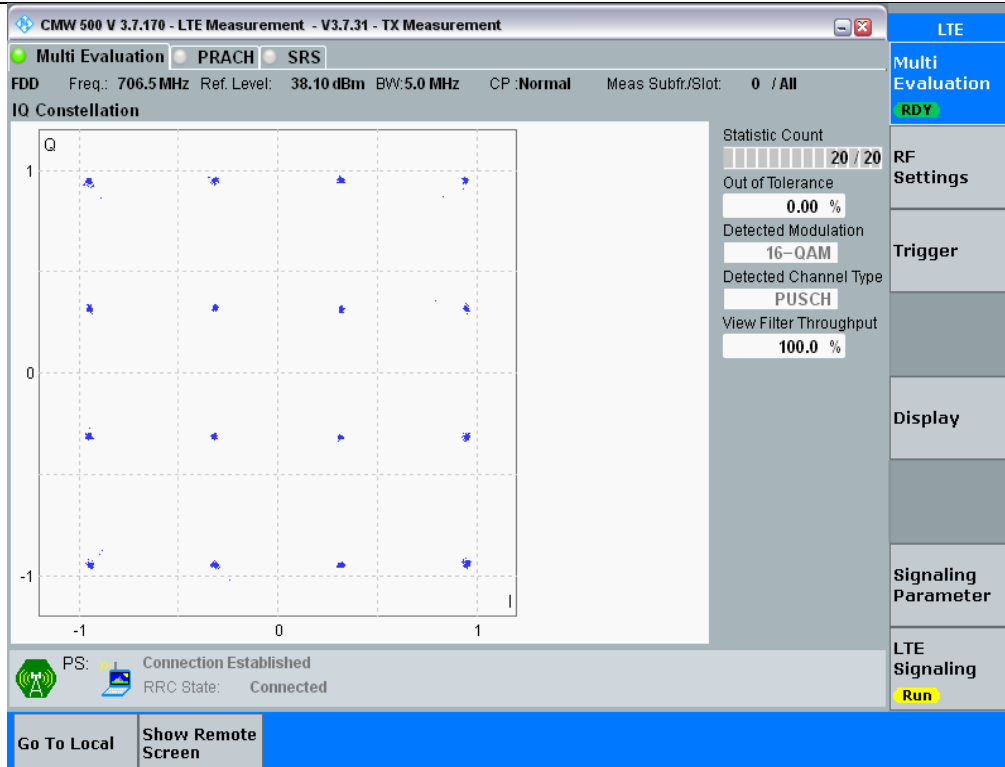 CMW 500 V 3.7.170 - LTE Measurement - V3.7.31 - TX Measurement
LTE
Multi Evaluation PRACH SRS
Multi
Evaluation
RDY
FDD Freq.: 706.5 MHz Ref. Level: 38.10 dBm BW:5.0 MHz CP :Normal Meas Subfr./Slot: 0 / All
IQ Constellation
Q
1
0
-1
-1 0 1
I
Statistic Count
20 / 20
Out of Tolerance
0.00 %
Detected Modulation
16-QAM
Detected Channel Type
PUSCH
View Filter Throughput
100.0 %
RF
Settings
Trigger
Display
Signaling
Parameter
LTE
Signaling
Run
PS: Connection Established
RRC State: Connected
Go To Local
Show Remote
Screen